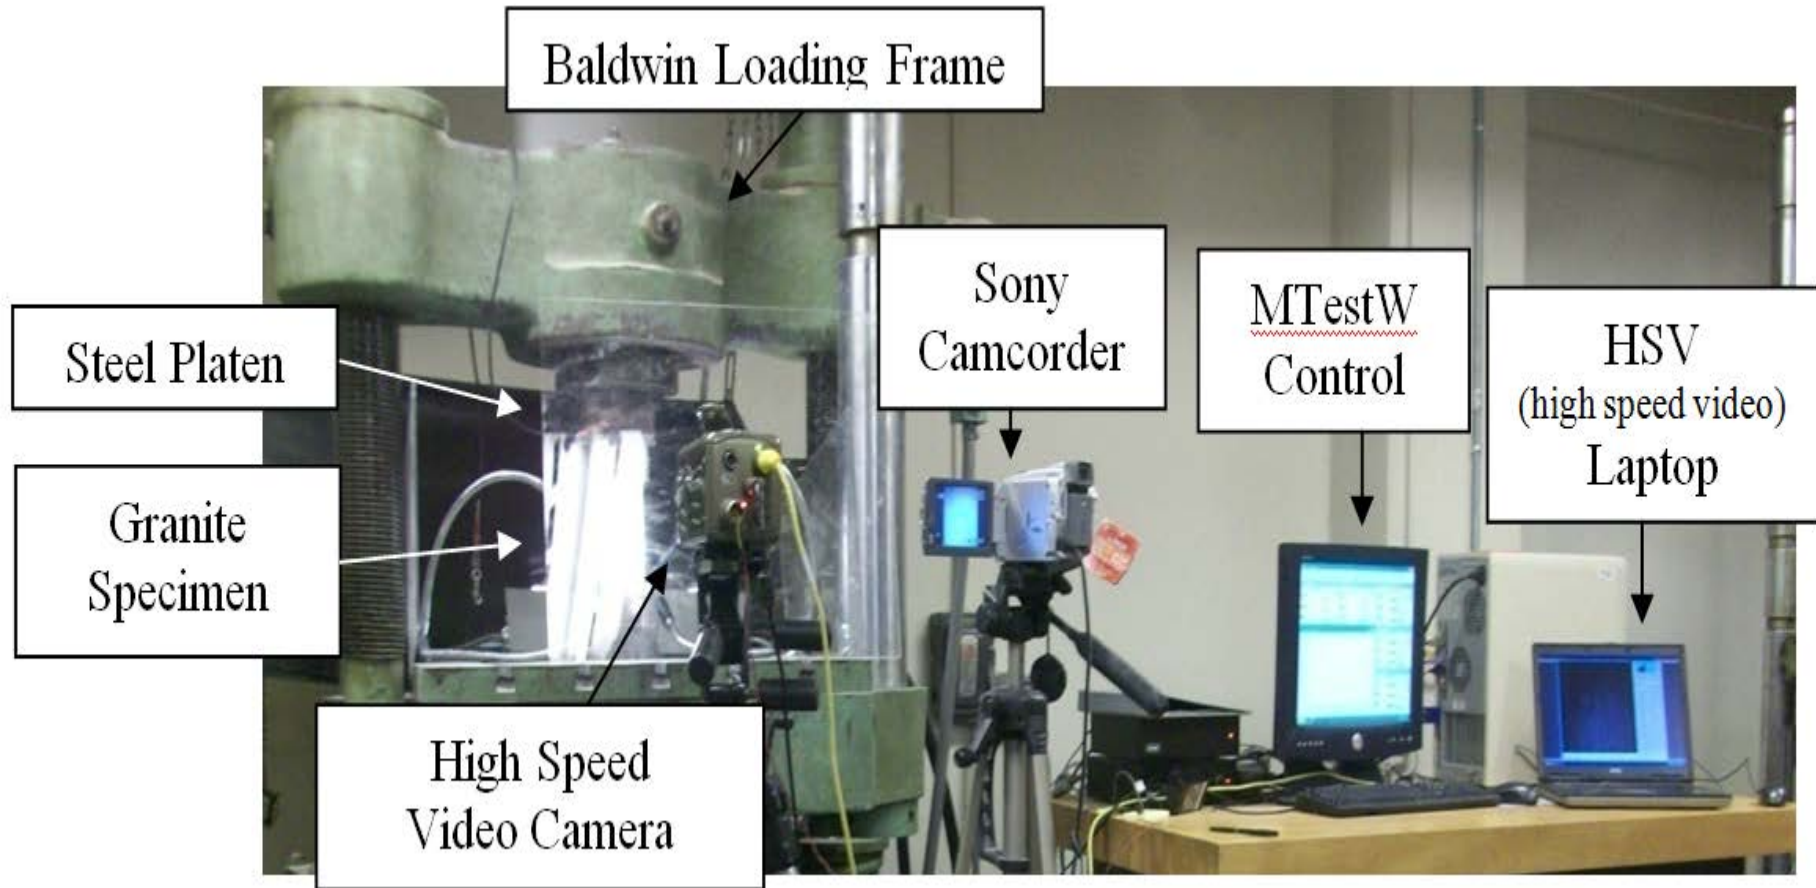 Baldwin Loading Frame
Sony
Camcorder
MTestW
Control
HSV
(high speed video)
Laptop
Steel Platen
Granite
Specimen
High Speed
Video Camera